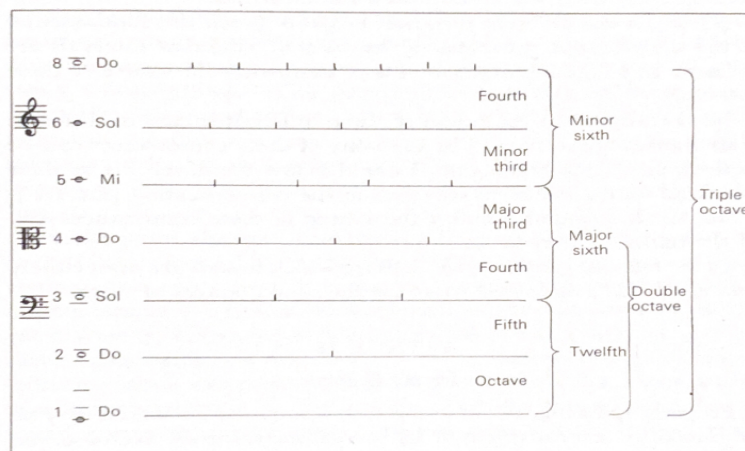 8 Do
Fourth
6 Sol
Minor
sixth
Minor
third
5 Mi
Triple
octave
Major
third
4 Do
Major
sixth
Fourth
3 Sol
Double
octave
Fifth
2 Do
Twelfth
Octave
1 Do